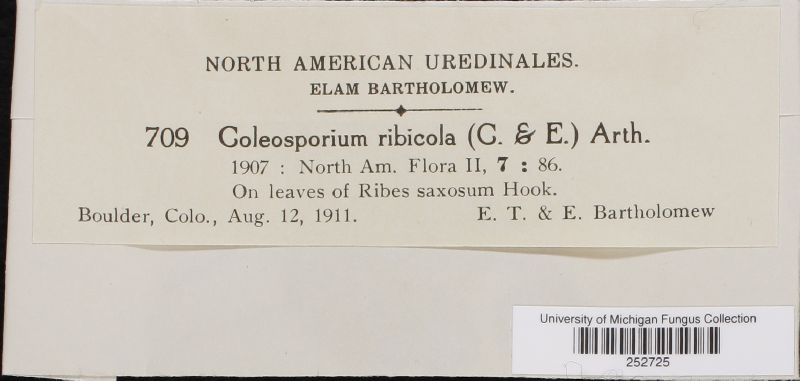 NORTH AMERICAN UREDINALES.
ELAM BARTHOLOMEW.
709 Coleosporium ribicola (C. & E.) Arth.
1907 : North Am. Flora II, 7 : 86.
On leaves of Ribes saxosum Hook.
Boulder, Colo., Aug. 12, 1911. E. T. & E. Bartholomew
University of Michigan Fungus Collection
252725